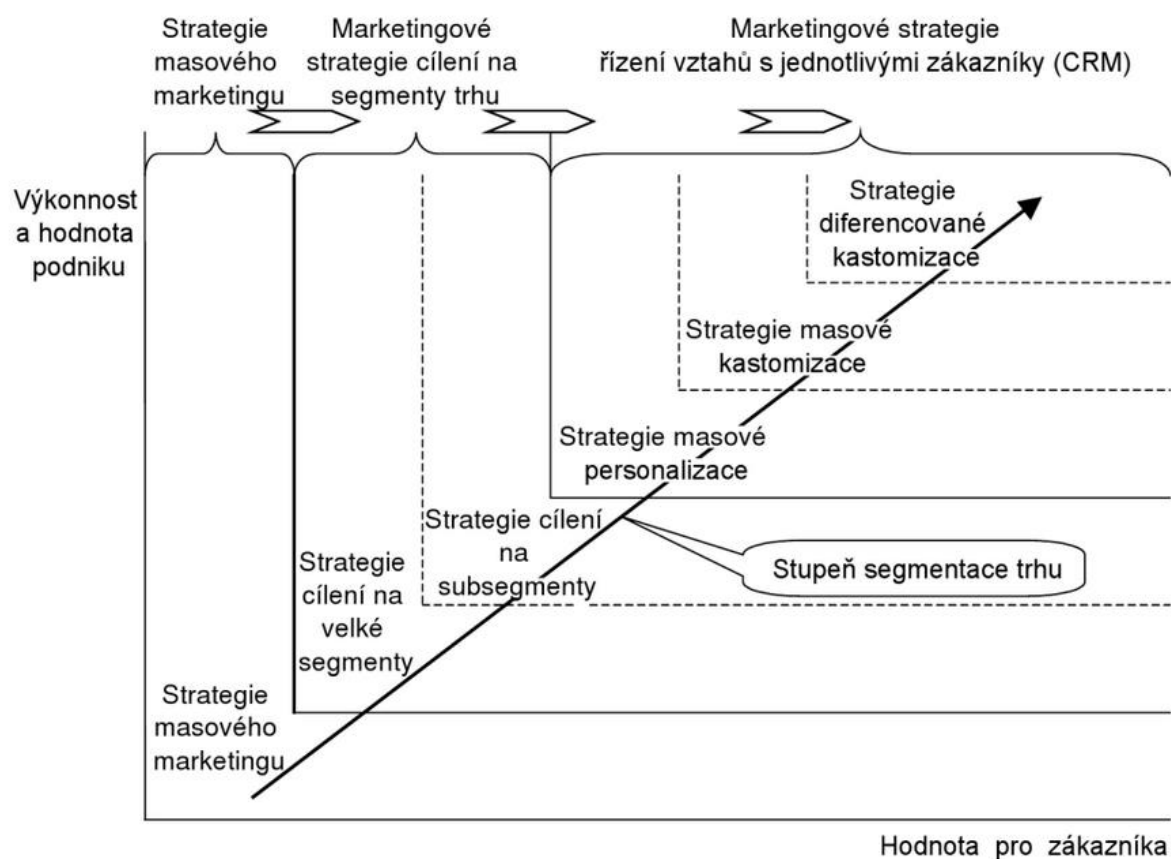 Strategie
masového
marketingu
Marketingové
strategie cílení na
segmenty trhu
Marketingové strategie
řízení vztahů s jednotlivými zákazníky (CRM)
Výkonnost
a hodnota
podniku
Strategie
diferencované
kastomizace
Strategie masové
kastomizace
Strategie masové
personalizace
Strategie cílení
na
subsegmenty
Stupeň segmentace trhu
Strategie
cílení na
velké
segmenty
Strategie
masového
marketingu
Hodnota pro zákazníka